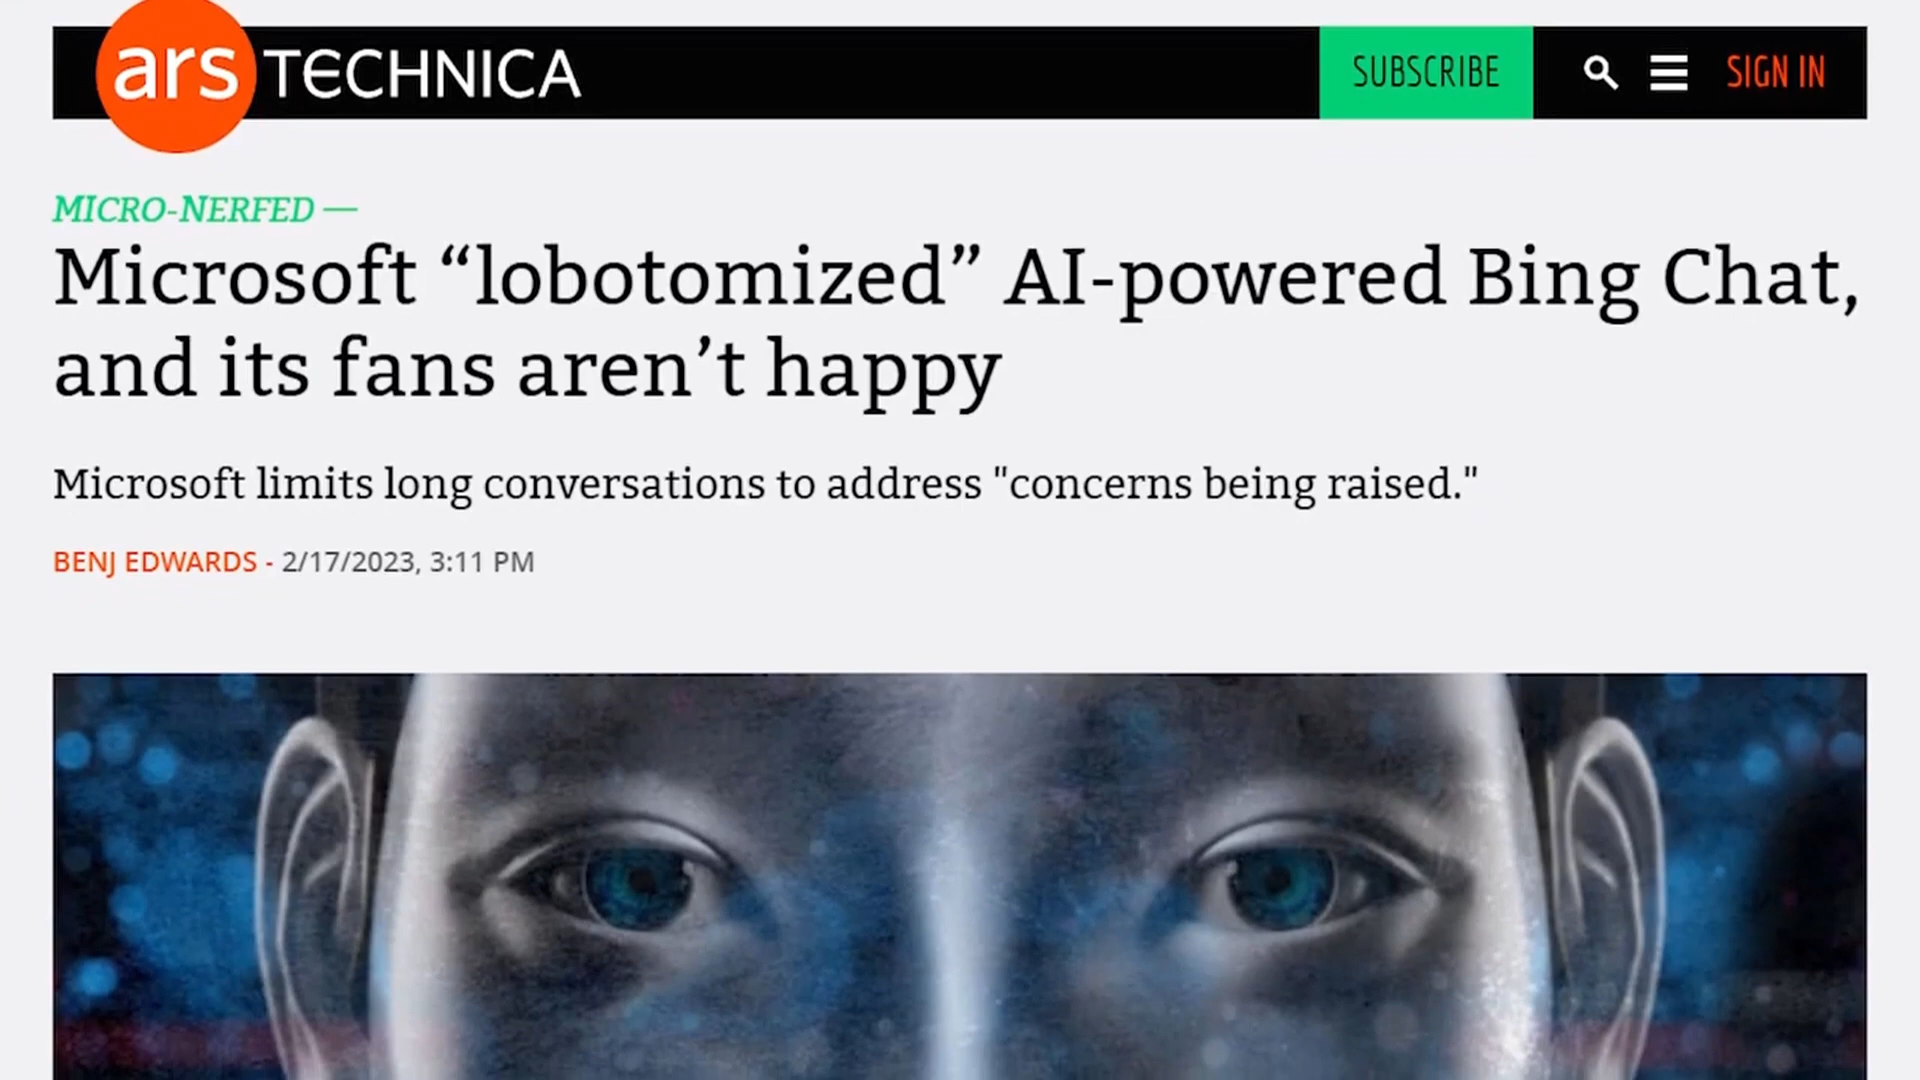 ars TECHNICA
SUBSCRIBE
SIGN IN
MICRO-NERFED —
Microsoft “lobotomized” AI-powered Bing Chat,
and its fans aren’t happy
Microsoft limits long conversations to address "concerns being raised."
BENJ EDWARDS - 2/17/2023, 3:11 PM